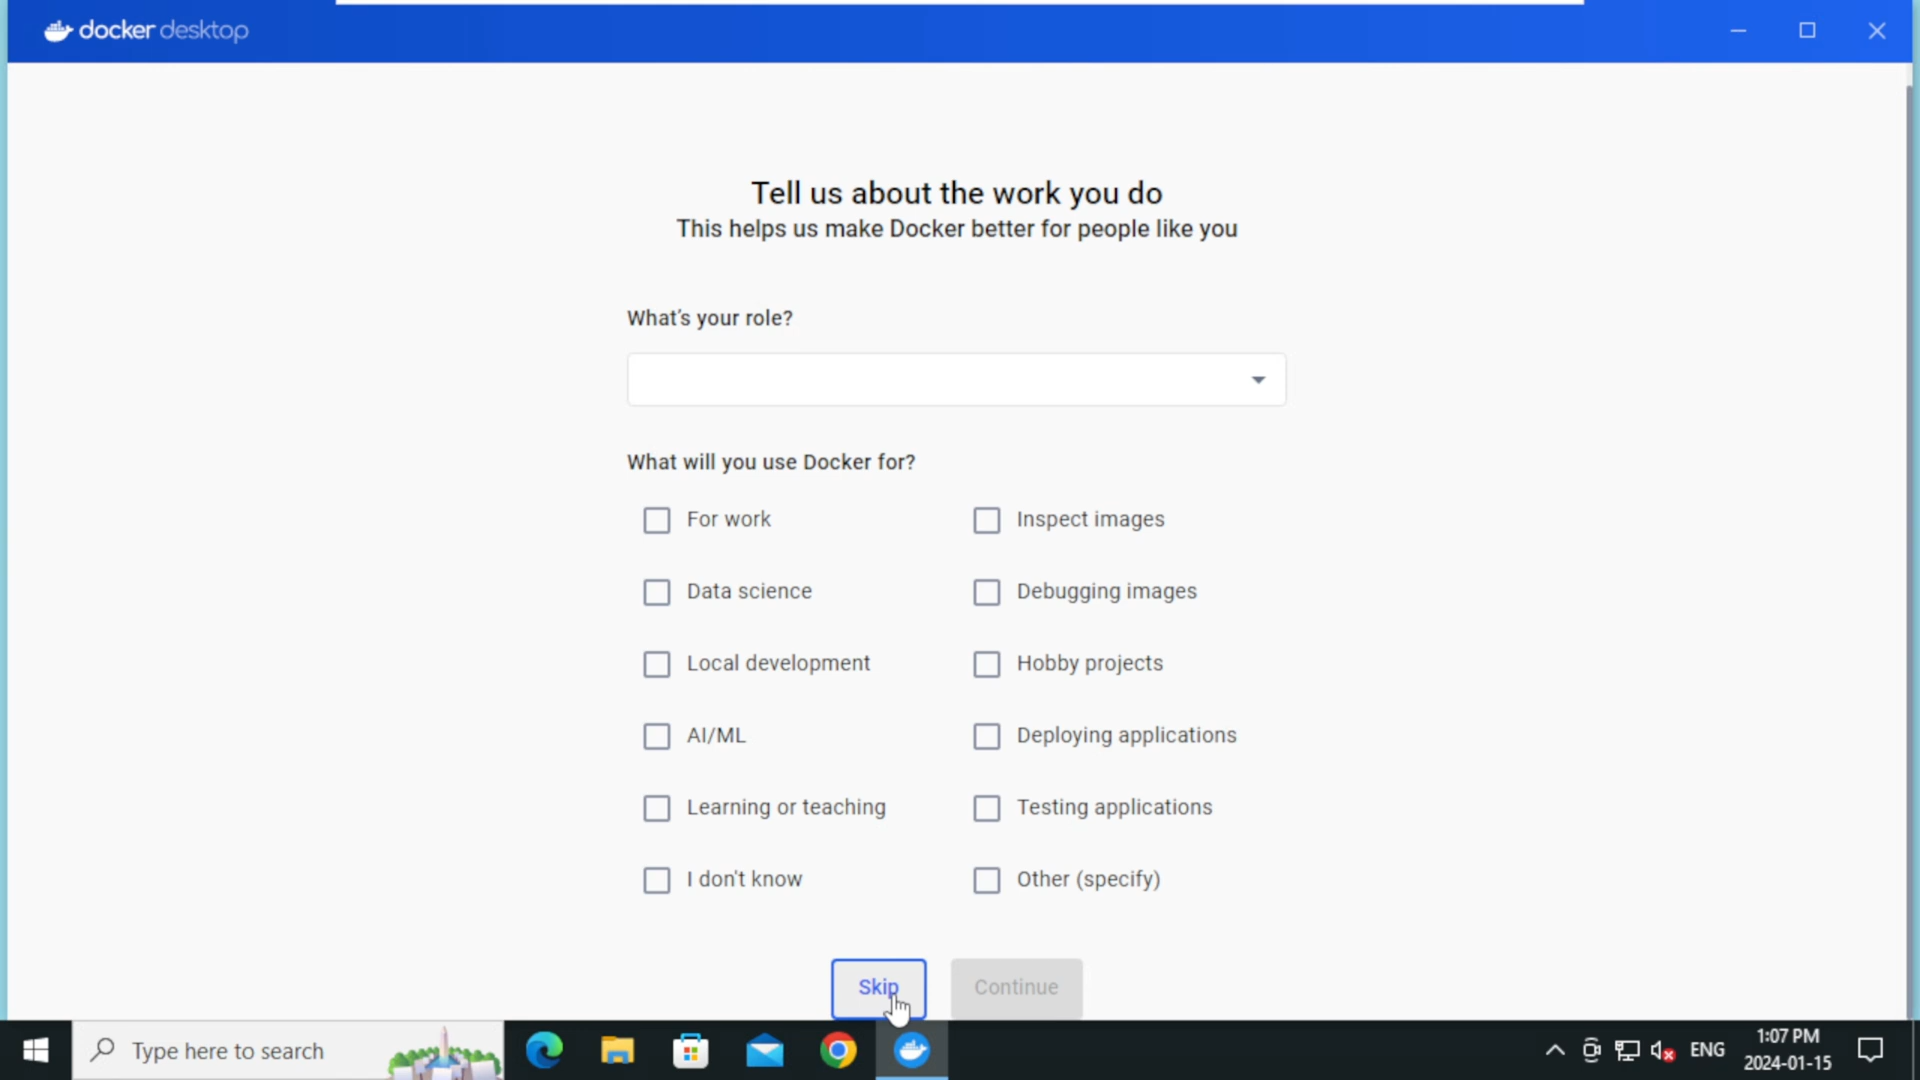 docker desktop
Tell us about the work you do
This helps us make Docker better for people like you
What's your role?
What will you use Docker for?
For work
Inspect images
Data science
Debugging images
Local development
Hobby projects
AI/ML
Deploying applications
Learning or teaching
Testing applications
I don't know
Other (specify)
Skip
Continue
Type here to search
ENG
1:07 PM
2024-01-15